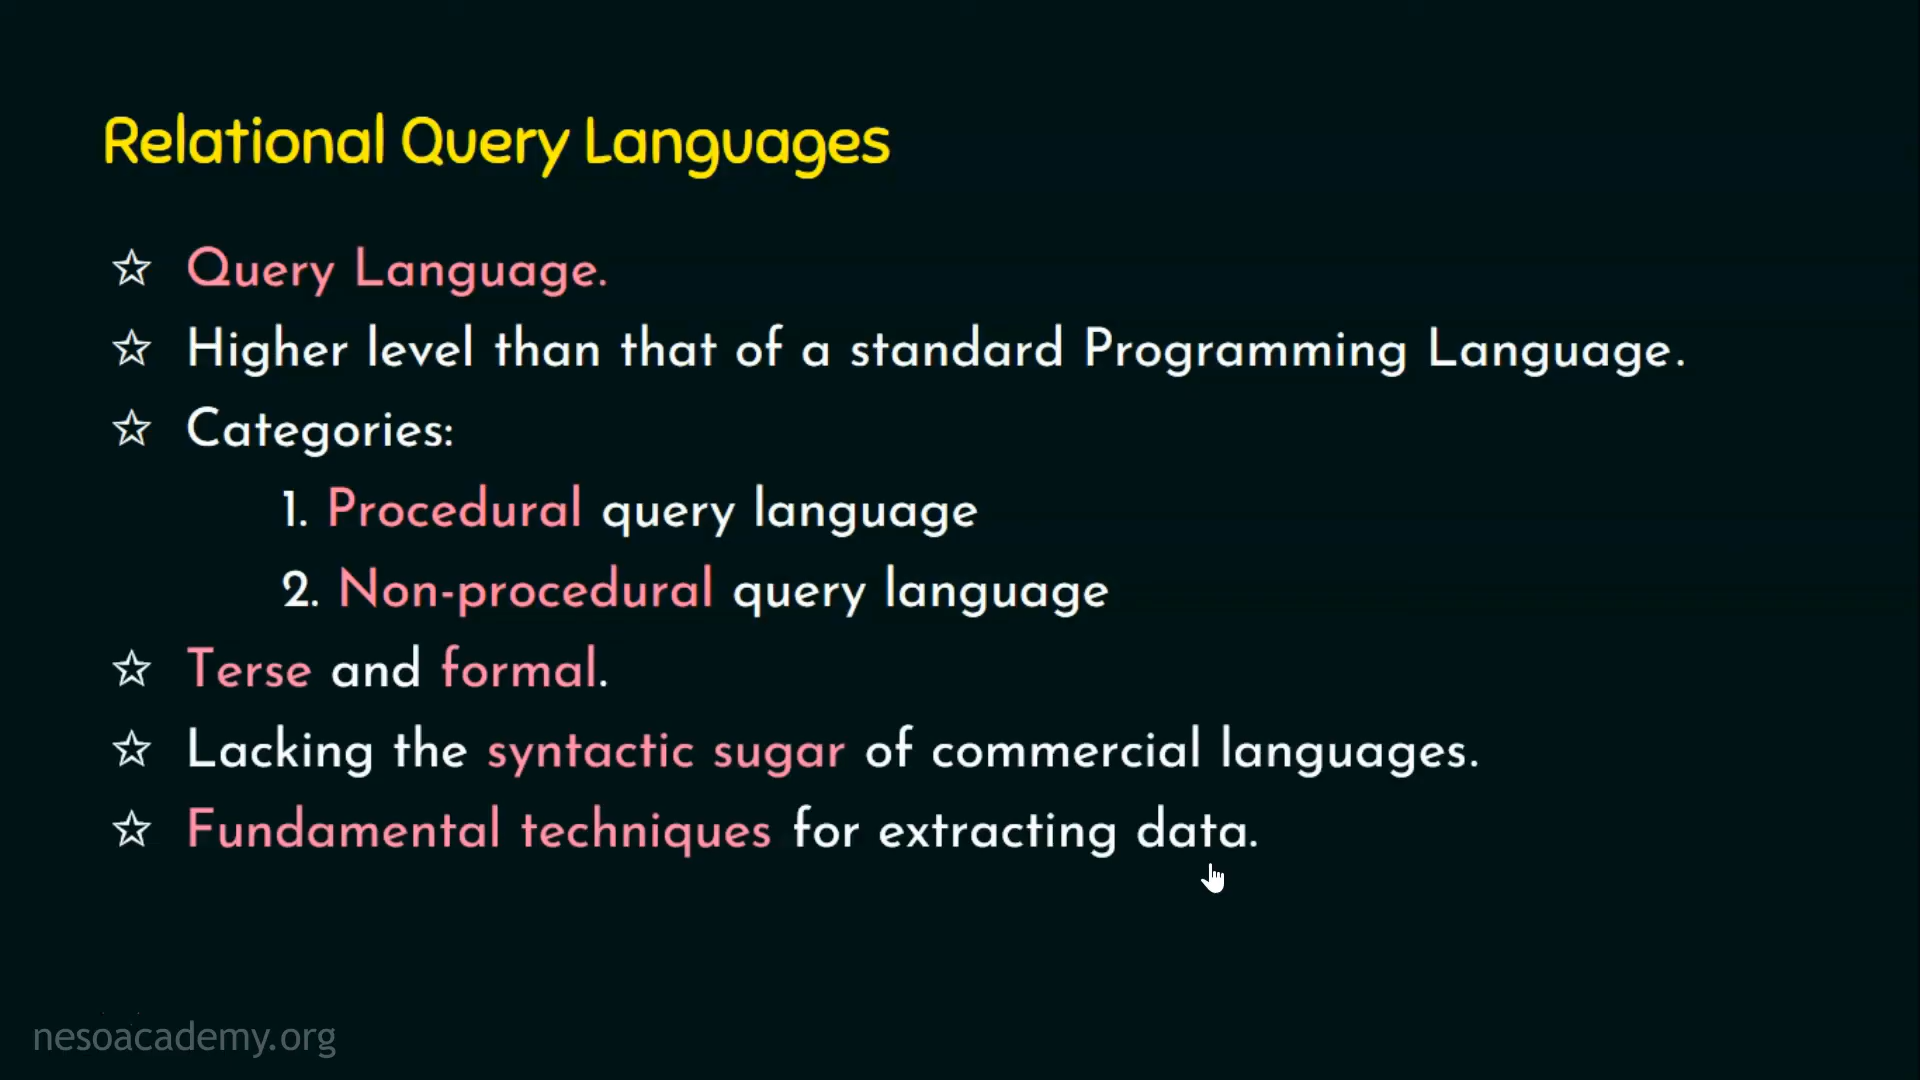 Relational Query Languages
☆ Query Language.
☆ Higher level than that of a standard Programming Language.
☆ Categories:
1. Procedural query language
2. Non-procedural query language
☆ Terse and formal.
☆ Lacking the syntactic sugar of commercial languages.
☆ Fundamental techniques for extracting data.
nesoacademy.org